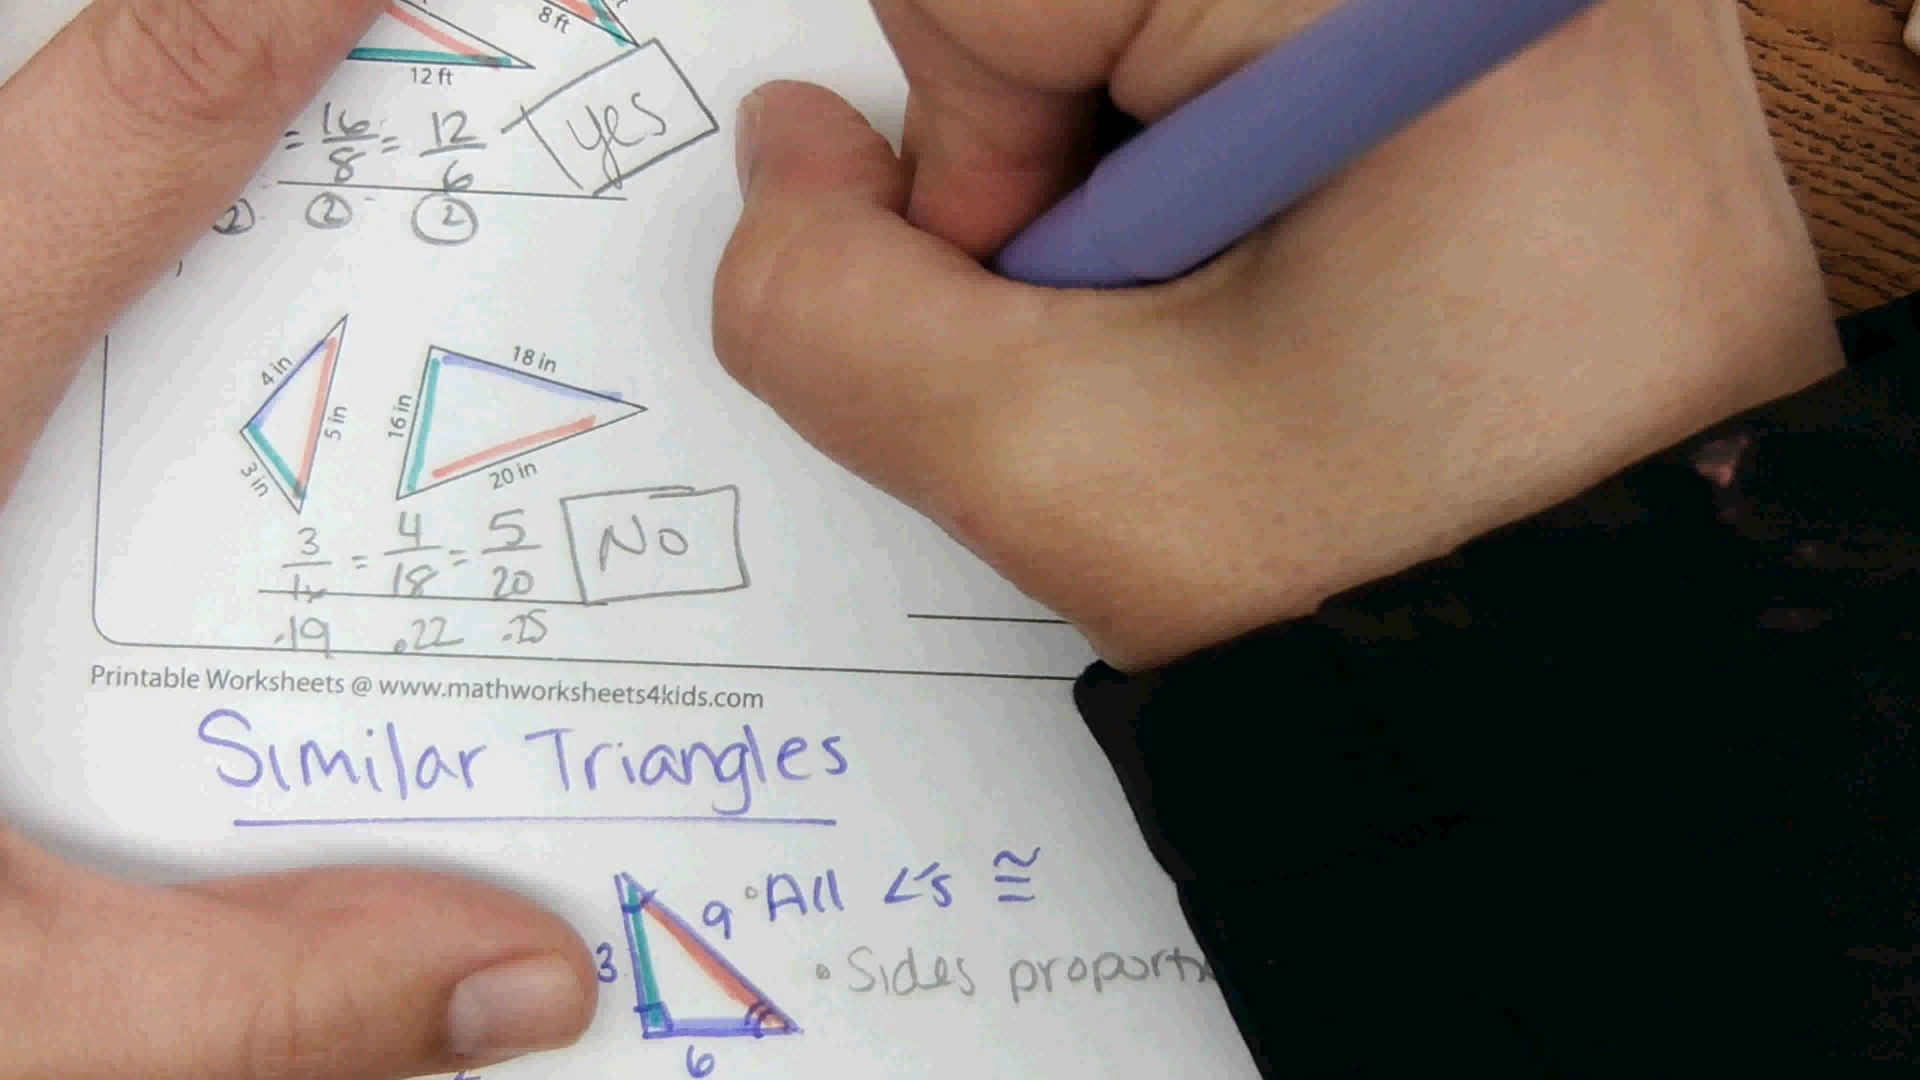 8 ft
12 ft
= 16/8 = 12/6
yes
2 2 2
4 in
5 in
3 in
18 in
16 in
20 in
3/16 = 4/18 = 5/20
No
.19 .22 .25
Printable Worksheets @ www.mathworksheets4kids.com
Similar Triangles
3
9
6
• All ∠'s ≅
• Sides